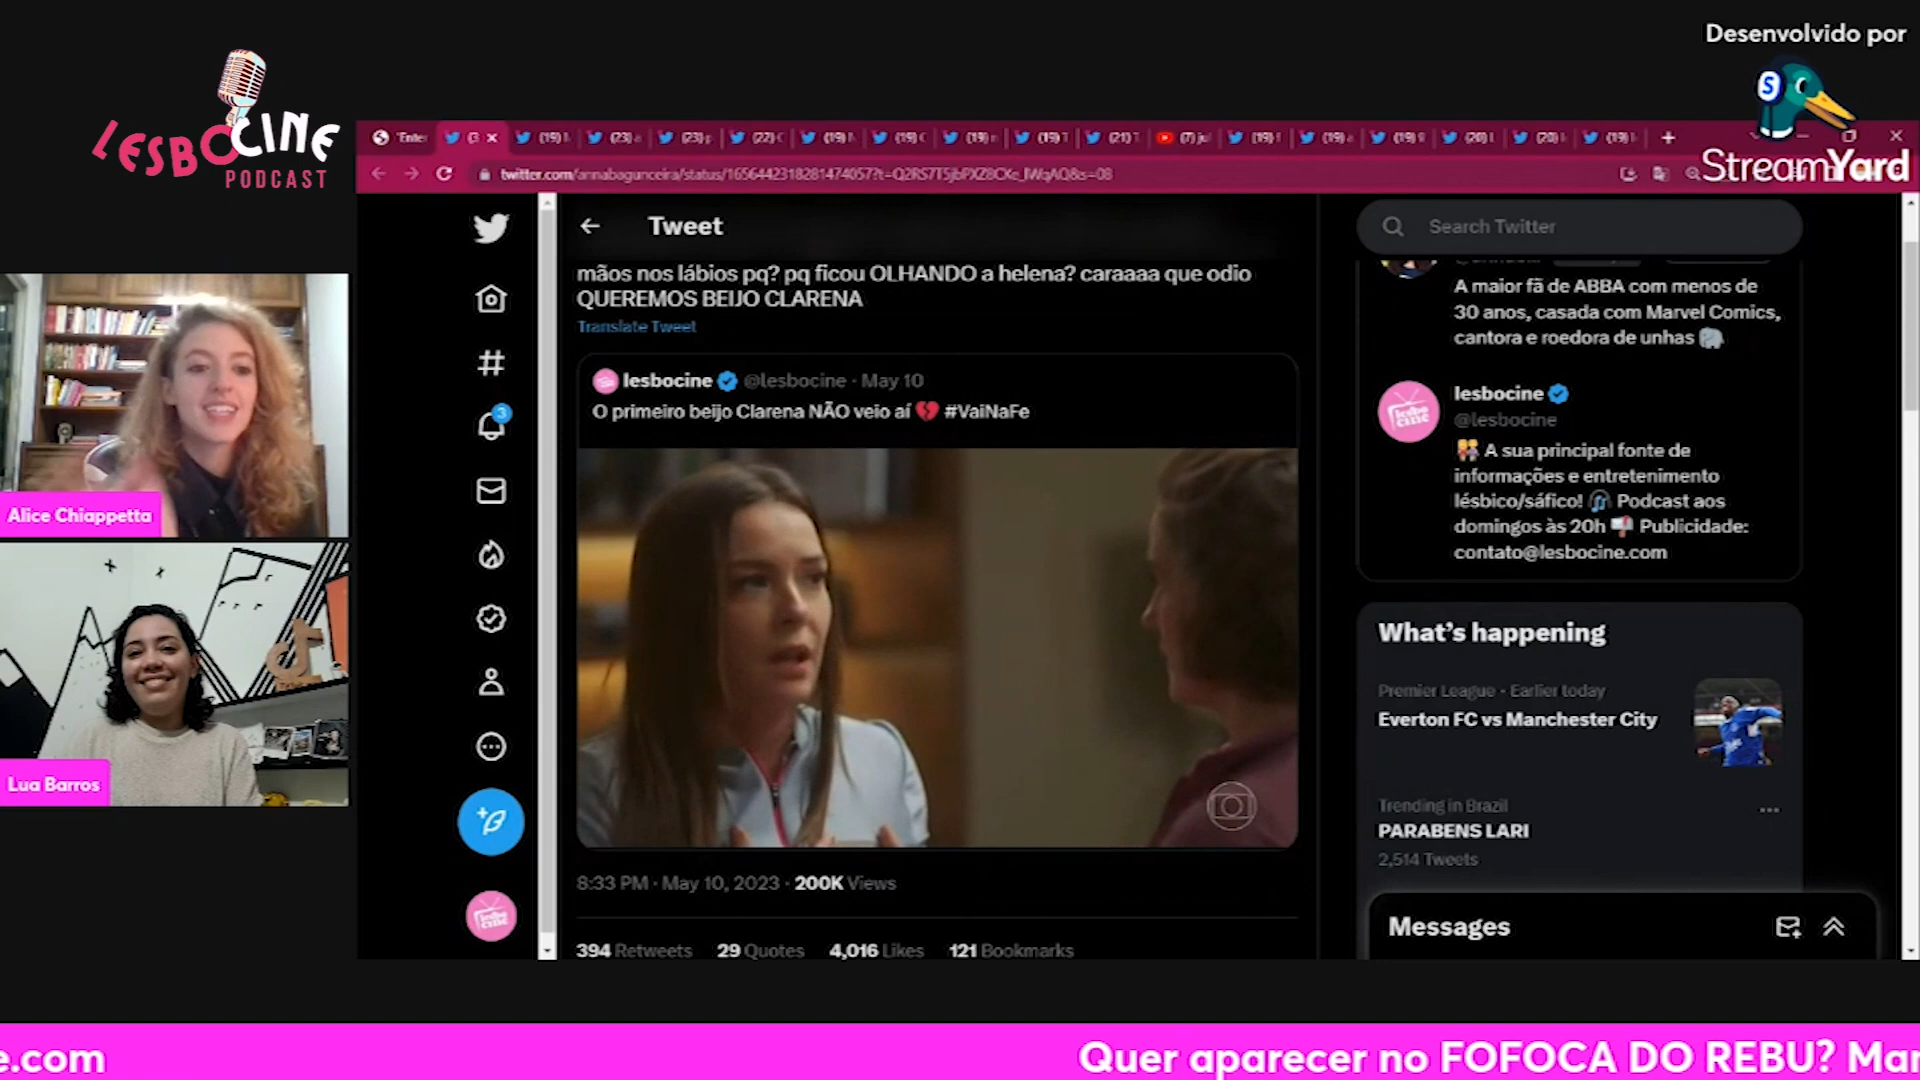 Desenvolvido por
StreamYard
LESBOCINE
PODCAST
'Ente
twitter.com/annabagunceira/status/1656442318281474057?t=Q2RS7T5jbPXZ8CXe_lWqAQ&s=08
Tweet
Search Twitter
mãos nos lábios pq? pq ficou OLHANDO a helena? caraaaa que odio
QUEREMOS BEIJO CLARENA
Translate Tweet
lesbocine @lesbocine · May 10
O primeiro beijo Clarena NÃO veio aí 💔 #VaiNaFe
8:33 PM · May 10, 2023 · 200K Views
394 Retweets 29 Quotes 4,016 Likes 121 Bookmarks
3
A maior fã de ABBA com menos de
30 anos, casada com Marvel Comics,
cantora e roedora de unhas 🐘
lesbo
cine
lesbocine
@lesbocine
👭 A sua principal fonte de
informações e entretenimento
lésbico/sáfico! 🎧 Podcast aos
domingos às 20h 📬 Publicidade:
contato@lesbocine.com
What's happening
Premier League · Earlier today
Everton FC vs Manchester City
Trending in Brazil
PARABENS LARI
2,514 Tweets
Messages
Alice Chiappetta
Lua Barros
e.com
Quer aparecer no FOFOCA DO REBU? Mar